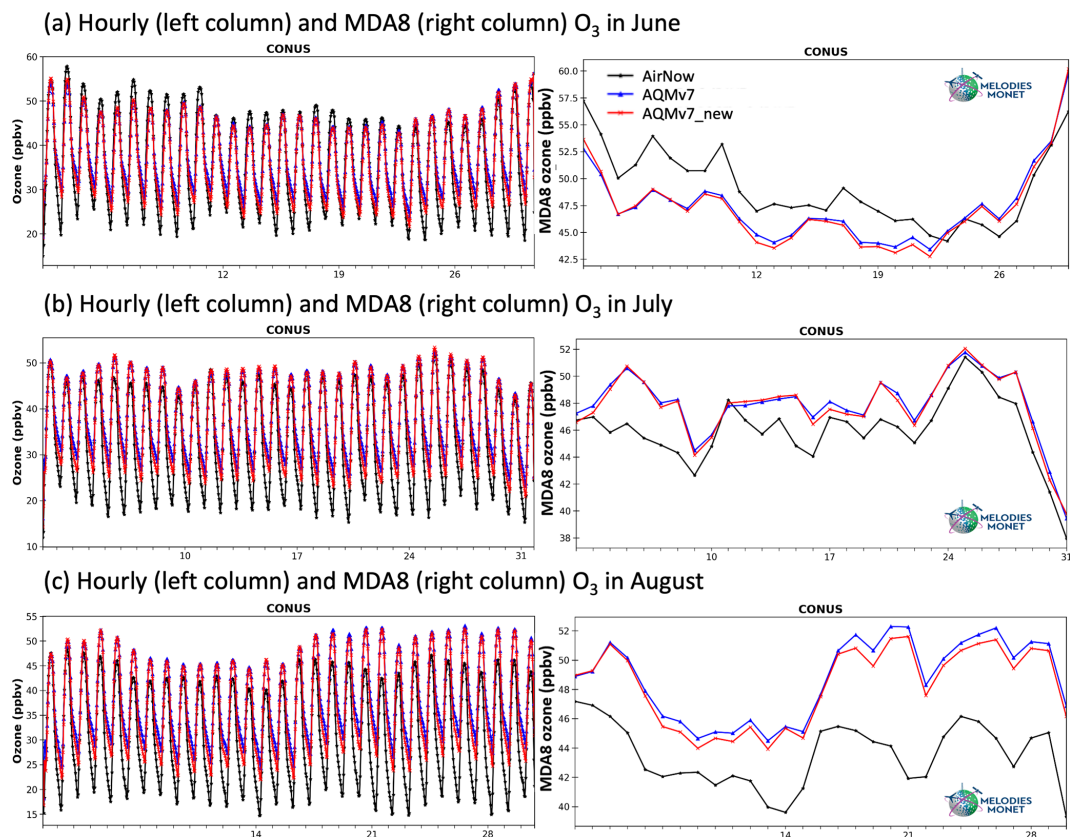 (a) Hourly (left column) and MDA8 (right column) O₃ in June
CONUS
Ozone (ppbv)
60
50
40
30
20
12
19
26
CONUS
MDA8 ozone (ppbv)
60.0
57.5
55.0
52.5
50.0
47.5
45.0
42.5
12
19
26
AirNow
AQMv7
AQMv7_new
MELODIES
MONET
(b) Hourly (left column) and MDA8 (right column) O₃ in July
CONUS
Ozone (ppbv)
50
40
30
20
10
10
17
24
31
CONUS
MDA8 ozone (ppbv)
52
50
48
46
44
42
40
38
10
17
24
31
MELODIES
MONET
(c) Hourly (left column) and MDA8 (right column) O₃ in August
CONUS
Ozone (ppbv)
55
50
45
40
35
30
25
20
15
14
21
28
CONUS
MDA8 ozone (ppbv)
52
50
48
46
44
42
40
14
21
28
MELODIES
MONET